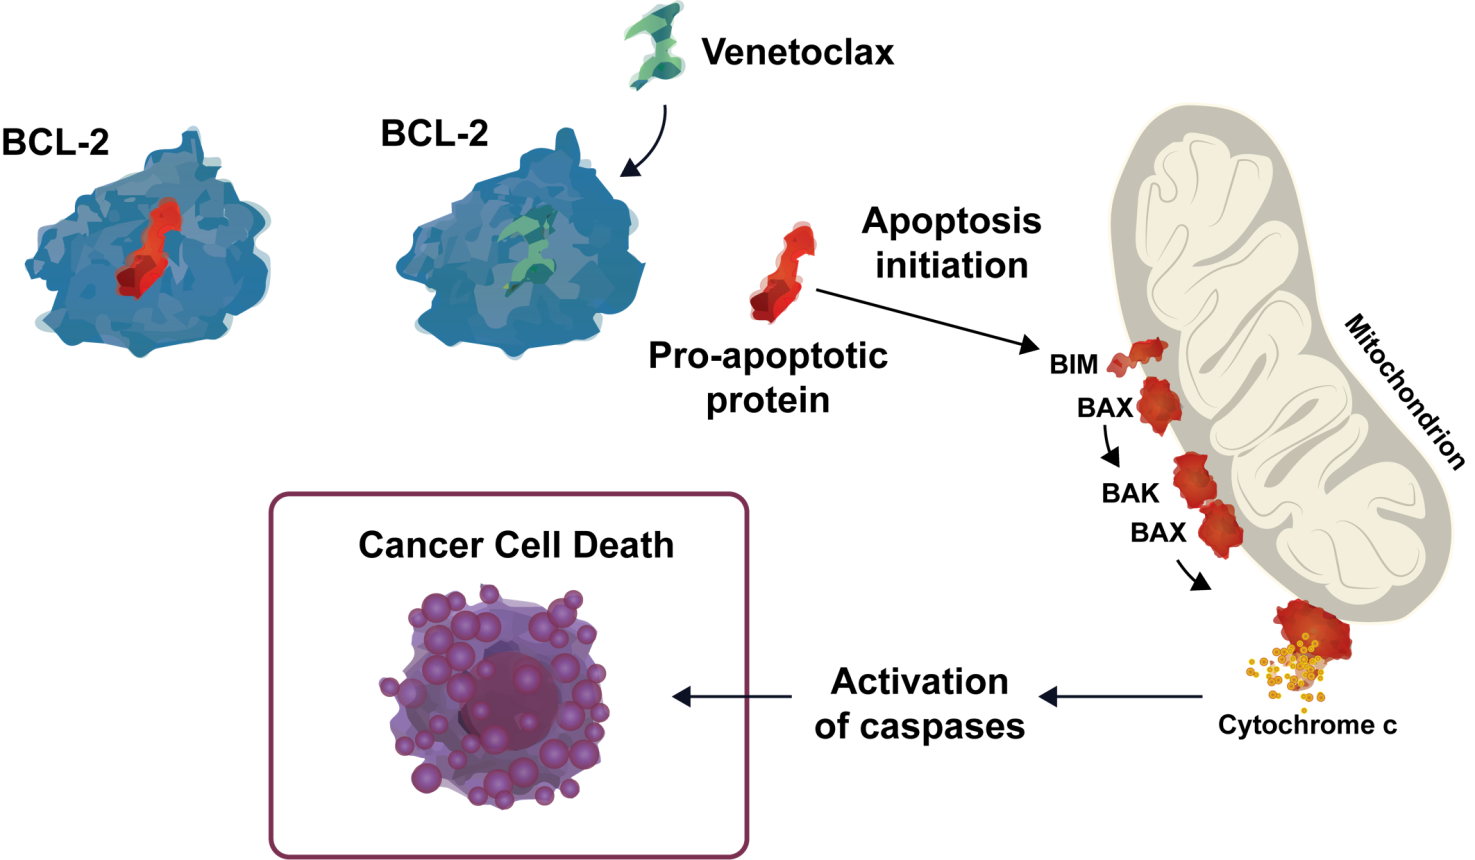 Venetoclax
BCL-2
BCL-2
Apoptosis
initiation
Pro-apoptotic
protein
Mitochondrion
BIM
BAX
BAK
BAX
Cytochrome c
Activation
of caspases
Cancer Cell Death